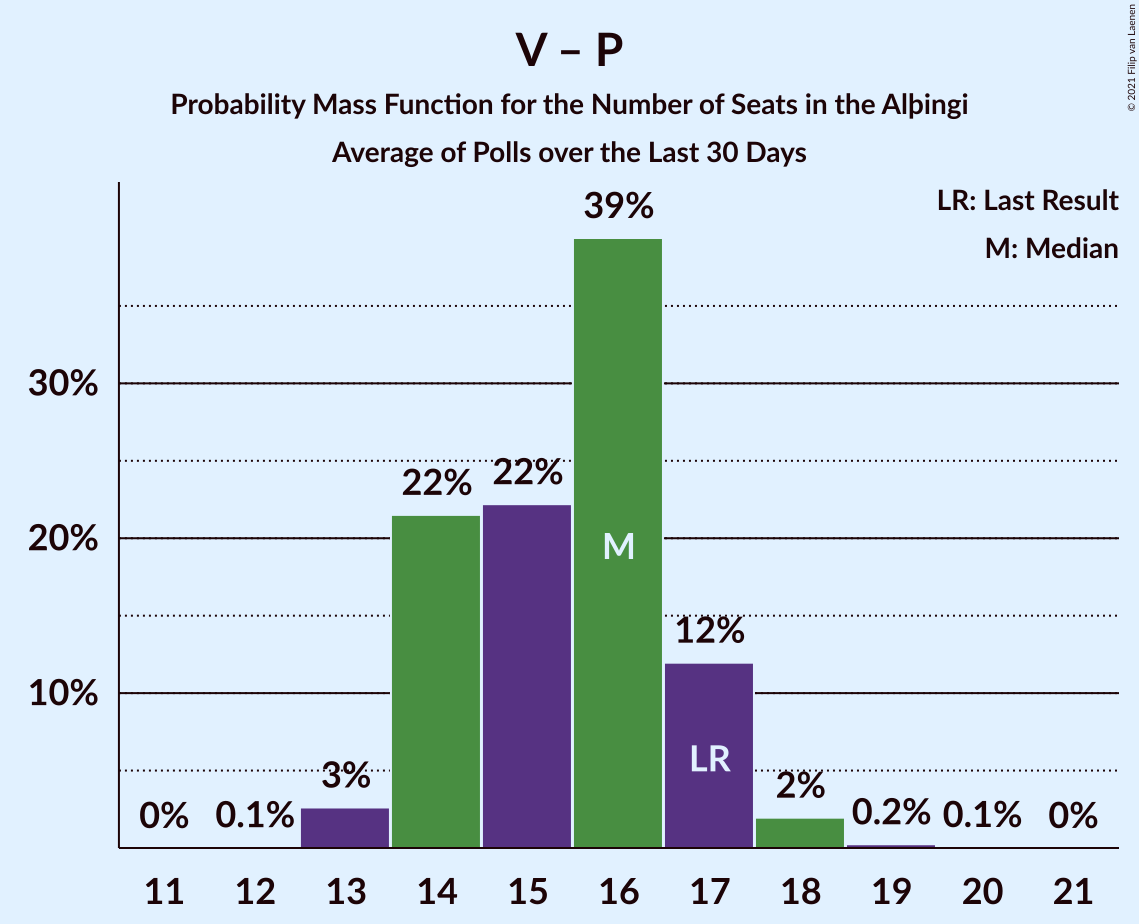 V – P
Probability Mass Function for the Number of Seats in the Alþingi
Average of Polls over the Last 30 Days
© 2021 Filip van Laenen
LR: Last Result
M: Median
39%
30%
22%
22%
20%
M
12%
10%
LR
3%
2%
0%
0.1%
0.2%
0.1%
0%
11 12 13 14 15 16 17 18 19 20 21